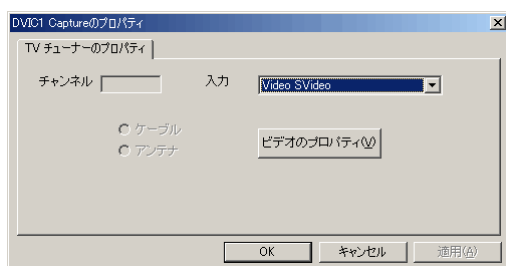 DVIC1 Captureのプロパティ
TV チューナーのプロパティ
チャンネル 入力 Video SVideo
ケーブル
アンテナ
ビデオのプロパティ(V)
OK キャンセル 適用(A)